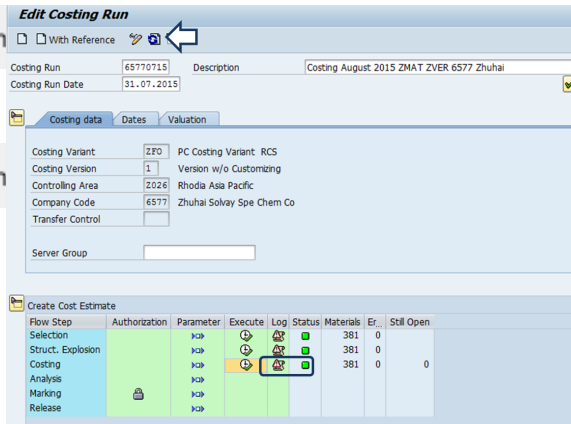 Edit Costing Run
With Reference
Costing Run 65770715 Description Costing August 2015 ZMAT ZVER 6577 Zhuhai
Costing Run Date 31.07.2015
Costing data Dates Valuation
Costing Variant ZFO PC Costing Variant RCS
Costing Version 1 Version w/o Customizing
Controlling Area Z026 Rhodia Asia Pacific
Company Code 6577 Zhuhai Solvay Spe Chem Co
Transfer Control
Server Group
Create Cost Estimate
Flow Step Authorization Parameter Execute Log Status Materials Er... Still Open
Selection 381 0
Struct. Explosion 381 0
Costing 381 0 0
Analysis
Marking
Release